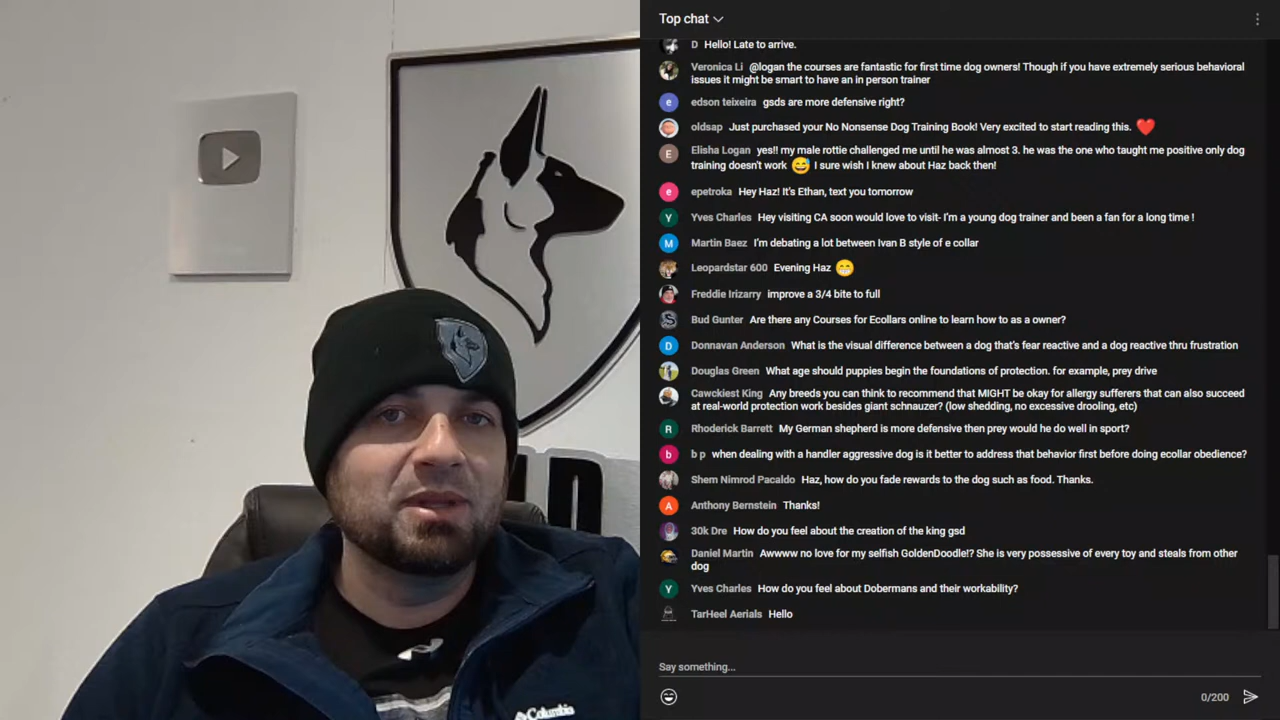 Top chat
D Hello! Late to arrive.
Veronica Li @logan the courses are fantastic for first time dog owners! Though if you have extremely serious behavioral
issues it might be smart to have an in person trainer
e edson teixeira gsds are more defensive right?
oldsap Just purchased your No Nonsense Dog Training Book! Very excited to start reading this. ❤️
E Elisha Logan yes!! my male rottie challenged me until he was almost 3. he was the one who taught me positive only dog
training doesn't work 😅 I sure wish I knew about Haz back then!
e epetroka Hey Haz! It's Ethan, text you tomorrow
Y Yves Charles Hey visiting CA soon would love to visit- I'm a young dog trainer and been a fan for a long time !
M Martin Baez I'm debating a lot between Ivan B style of e collar
Leopardstar 600 Evening Haz 😁
Freddie Irizarry improve a 3/4 bite to full
Bud Gunter Are there any Courses for Ecollars online to learn how to as a owner?
D Donnavan Anderson What is the visual difference between a dog that's fear reactive and a dog reactive thru frustration
Douglas Green What age should puppies begin the foundations of protection. for example, prey drive
Cawckiest King Any breeds you can think to recommend that MIGHT be okay for allergy sufferers that can also succeed
at real-world protection work besides giant schnauzer? (low shedding, no excessive drooling, etc)
R Rhoderick Barrett My German shepherd is more defensive then prey would he do well in sport?
b b p when dealing with a handler aggressive dog is it better to address that behavior first before doing ecollar obedience?
Shem Nimrod Pacaldo Haz, how do you fade rewards to the dog such as food. Thanks.
A Anthony Bernstein Thanks!
30k Dre How do you feel about the creation of the king gsd
Daniel Martin Awwww no love for my selfish GoldenDoodle!? She is very possessive of every toy and steals from other
dog
Y Yves Charles How do you feel about Dobermans and their workability?
TarHeel Aerials Hello
Say something...
0/200
Columbia